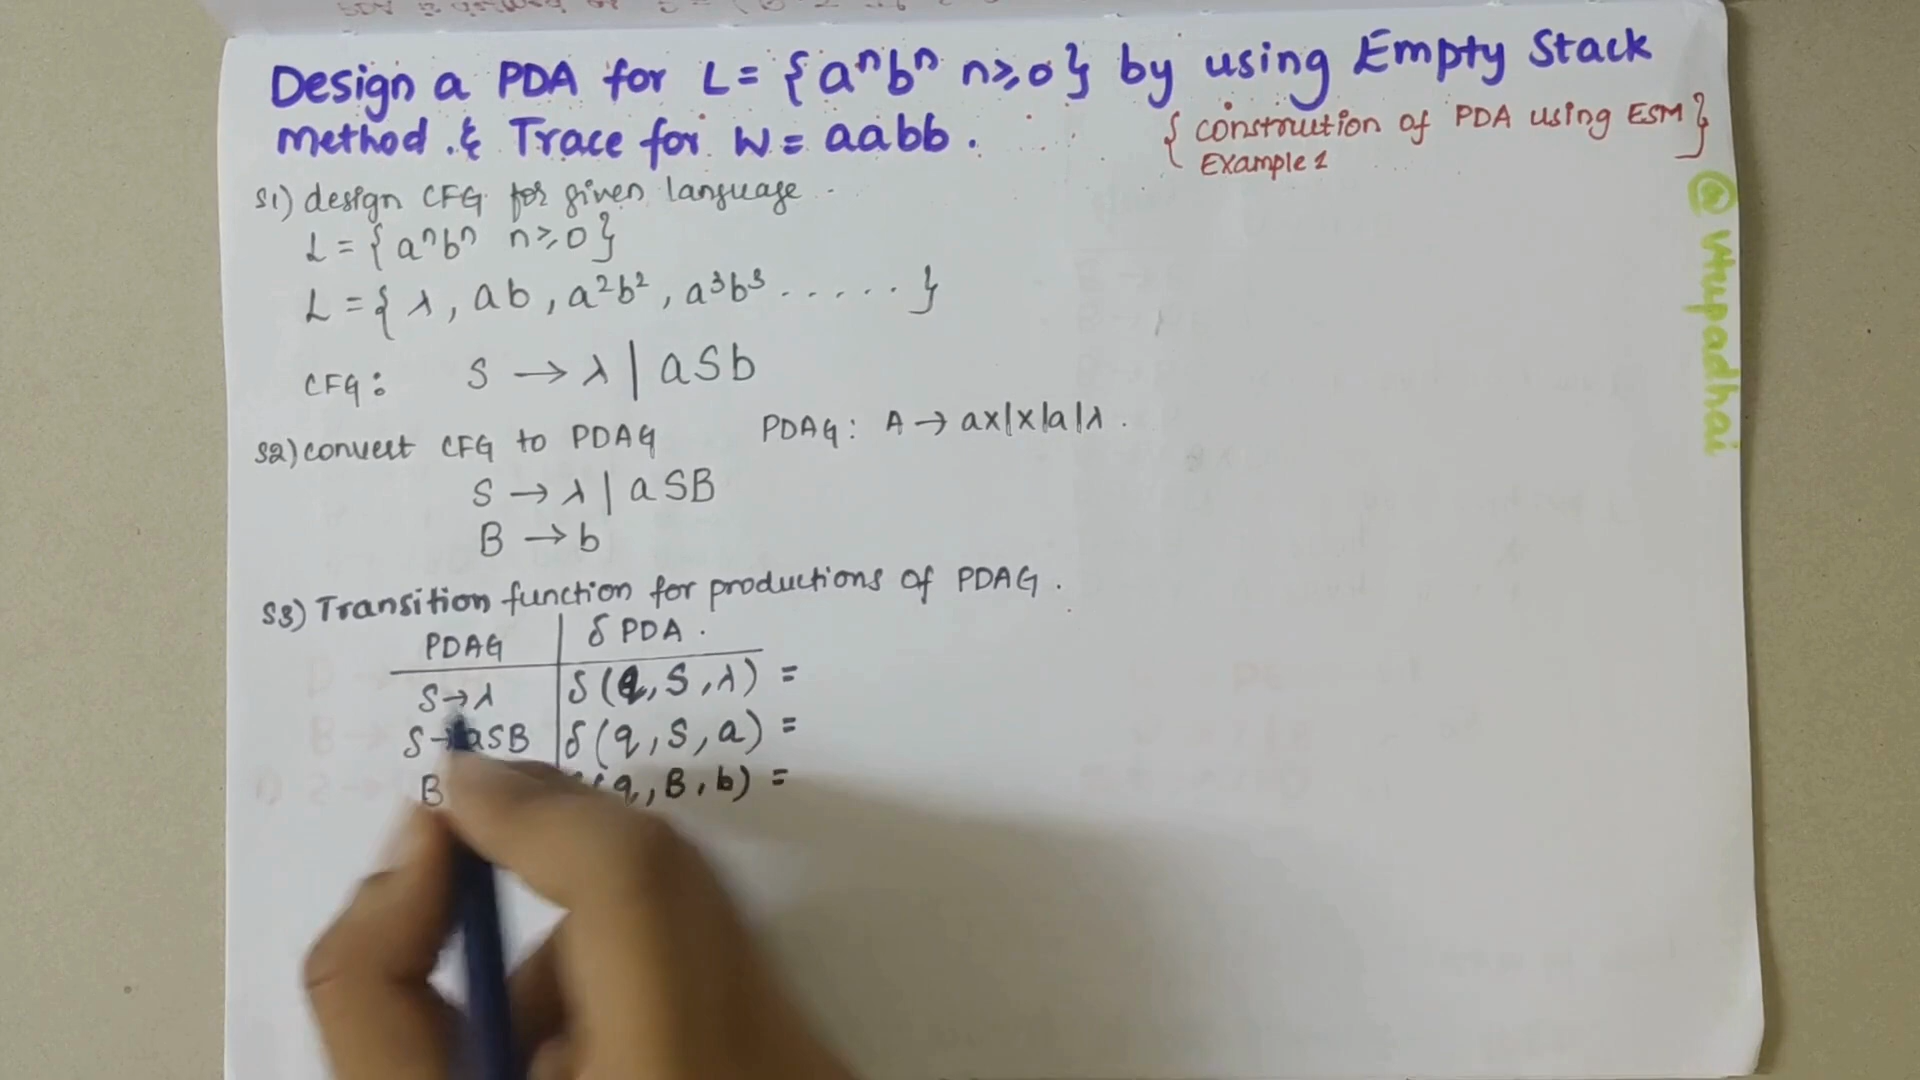 Design a PDA for L = {aⁿbⁿ n≥0} by using Empty Stack
Method . & Trace for W = aabb .
{ construction of PDA using ESM }
Example 1
S1) design CFG for given language .
L = {aⁿbⁿ n≥0}
L = {λ, ab, a²b², a³b³ . . . . . }
CFG: S → λ | aSb
S2) convert CFG to PDAG PDAG: A → ax|x|a|λ .
S → λ | aSB
B → b
S3) Transition function for productions of PDAG .
PDAG δ PDA .
S → λ δ(q, S, λ) =
S → aSB δ(q, S, a) =
B (q, B, b) =
@Vtupadhai